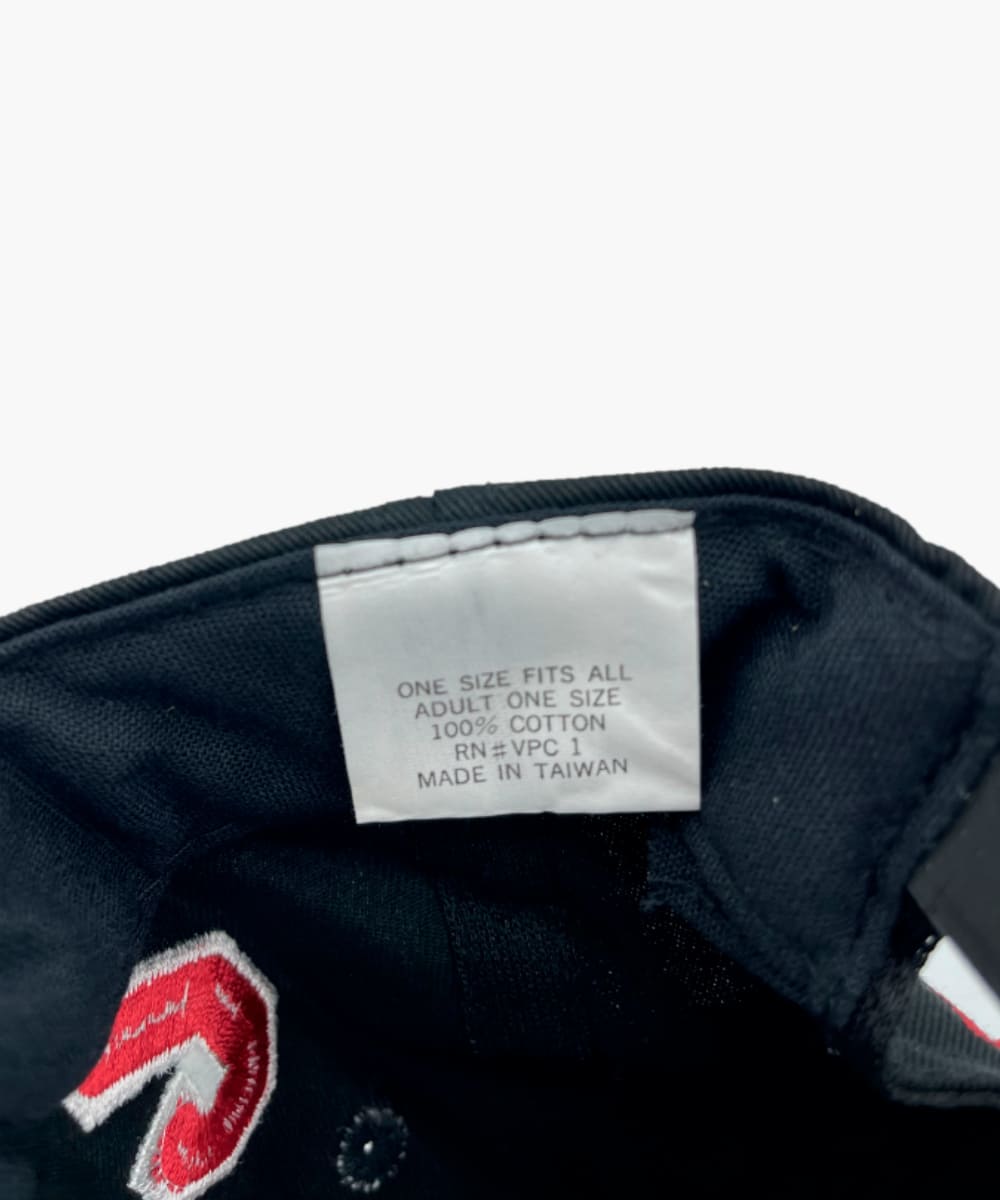 ONE SIZE FITS ALL
ADULT ONE SIZE
100% COTTON
RN#VPC 1
MADE IN TAIWAN